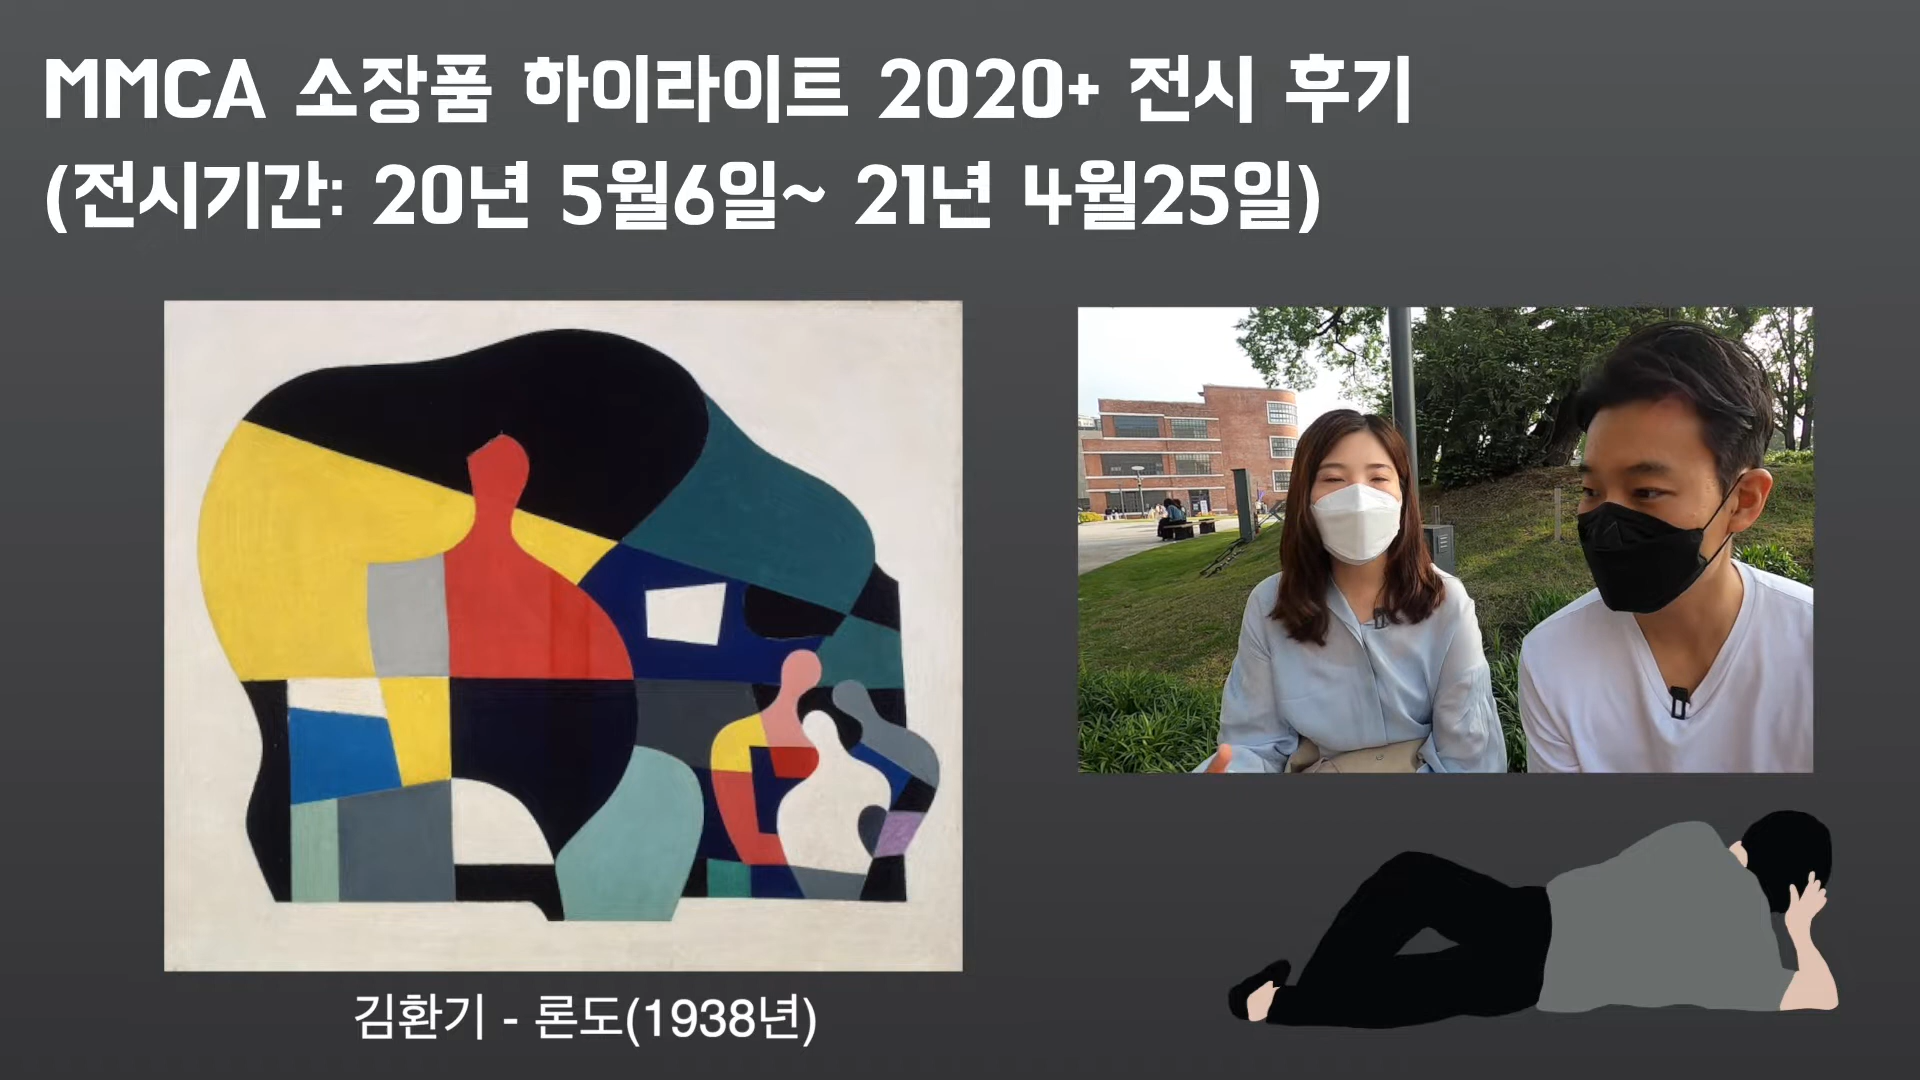 MMCA 소장품 하이라이트 2020+ 전시 후기
(전시기간: 20년 5월6일~ 21년 4월25일)
김환기 - 론도(1938년)